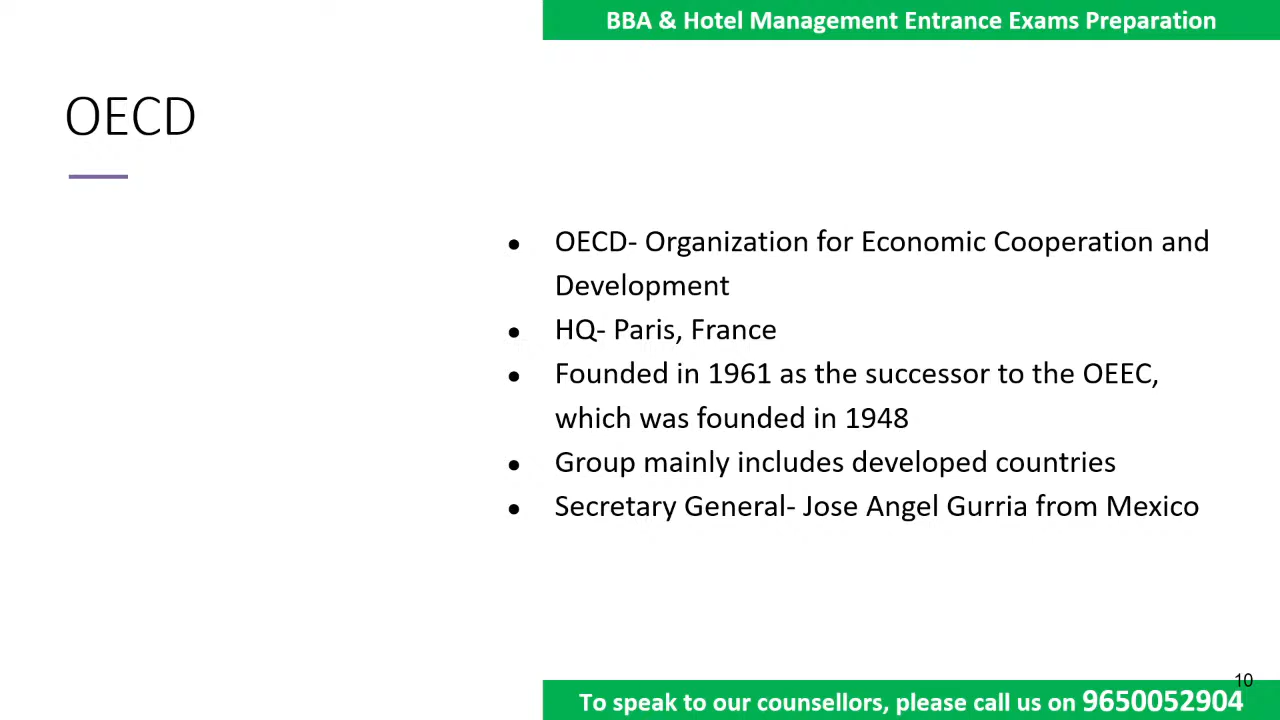 BBA & Hotel Management Entrance Exams Preparation
OECD
● OECD- Organization for Economic Cooperation and
Development
● HQ- Paris, France
● Founded in 1961 as the successor to the OEEC,
which was founded in 1948
● Group mainly includes developed countries
● Secretary General- Jose Angel Gurria from Mexico
10
To speak to our counsellors, please call us on 9650052904